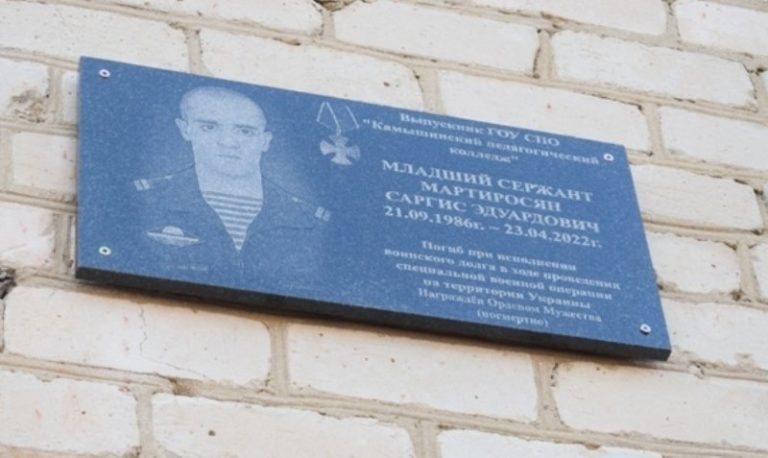 Выпускник ГОУ СПО
"Камышинский педагогический
колледж"
МЛАДШИЙ СЕРЖАНТ
МАРТИРОСЯН
САРГИС ЭДУАРДОВИЧ
21.09.1986г. – 23.04.2022г.
Погиб при исполнении
воинского долга в ходе проведения
специальной военной операции
на территории Украины
Награждён Орденом Мужества
(посмертно)